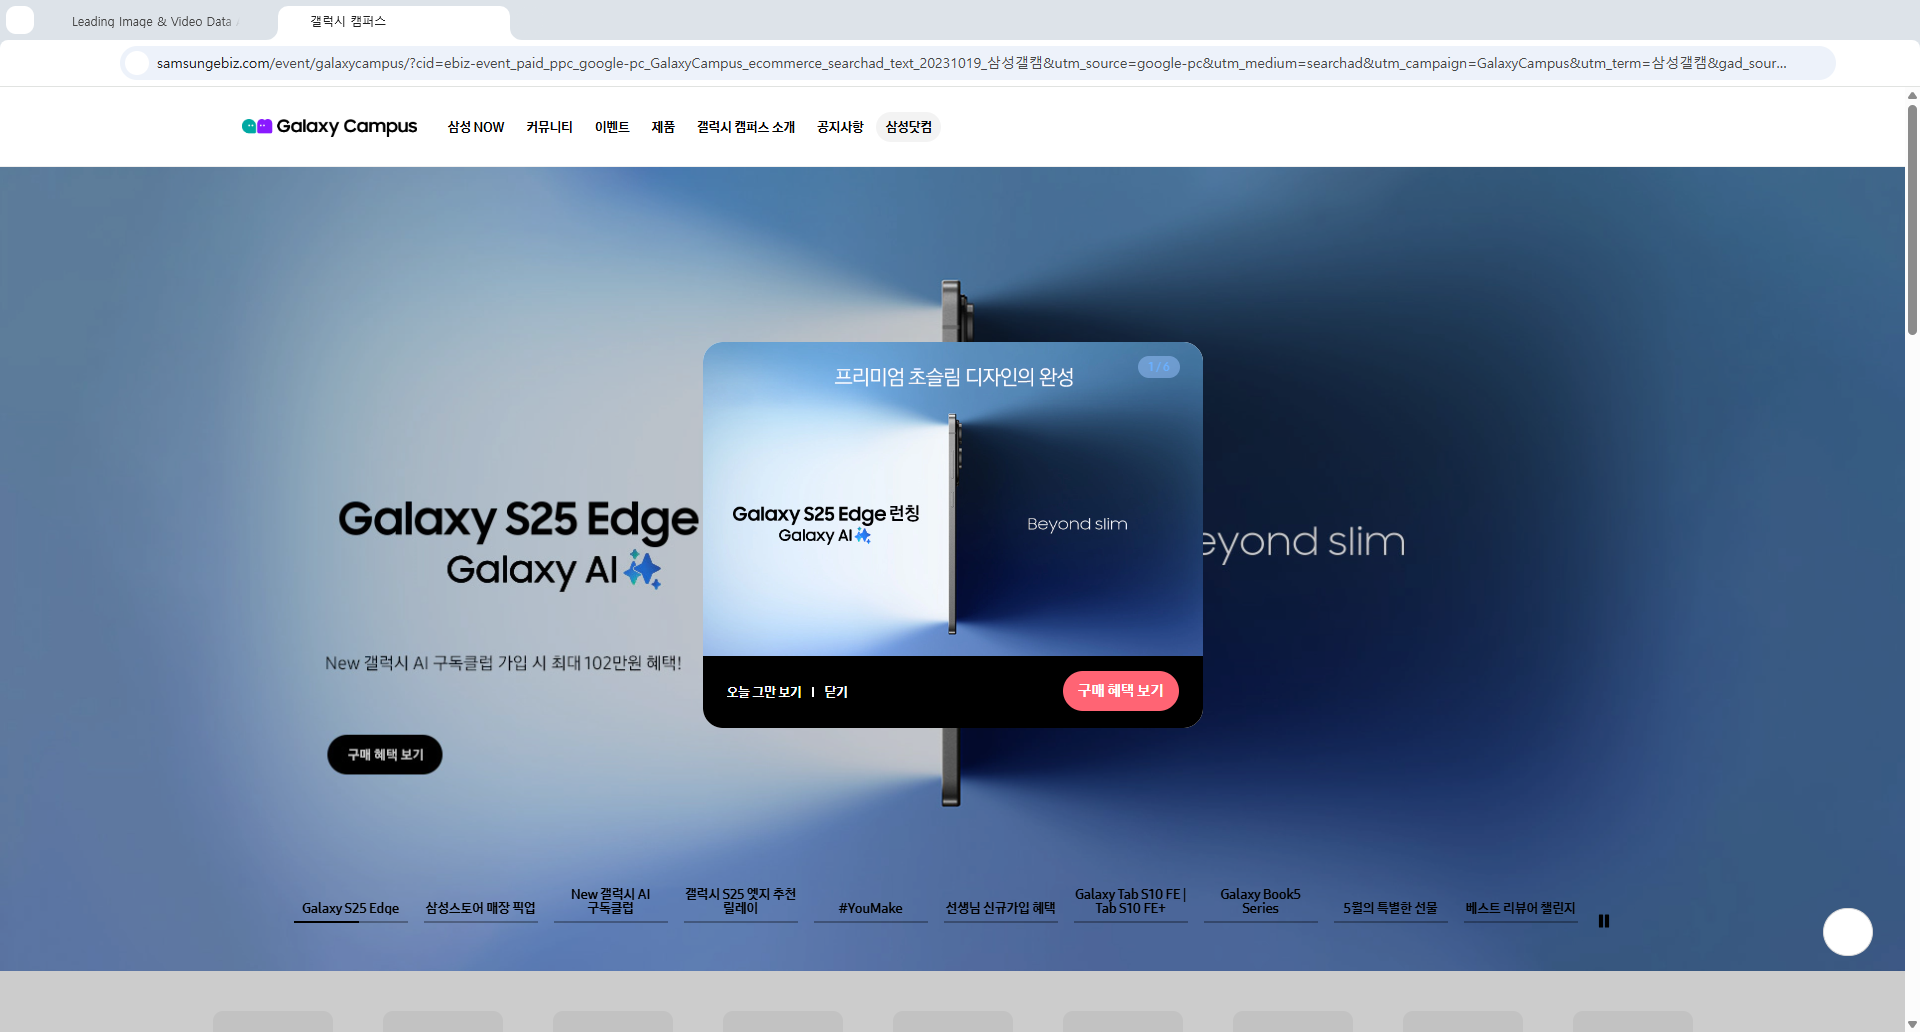 Leading Image & Video Data
갤럭시 캠퍼스
samsungebiz.com/event/galaxycampus/?cid=ebiz-event_paid_ppc_google-pc_GalaxyCampus_ecommerce_searchad_text_20231019_삼성갤캠&utm_source=google-pc&utm_medium=searchad&utm_campaign=GalaxyCampus&utm_term=삼성갤캠&gad_sour...
Galaxy Campus 삼성 NOW 커뮤니티 이벤트 제품 갤럭시 캠퍼스 소개 공지사항 삼성닷컴
프리미엄 초슬림 디자인의 완성
1/6
Galaxy S25 Edge 런칭
Galaxy AI
Beyond slim
오늘 그만 보기 | 닫기
구매 혜택 보기
Galaxy S25 Edge
Galaxy AI
eyond slim
New 갤럭시 AI 구독클럽 가입 시 최대 102만원 혜택!
구매 혜택 보기
Galaxy S25 Edge
삼성스토어 매장 픽업
New 갤럭시 AI
구독클럽
갤럭시 S25 엣지 추천
릴레이
#YouMake
선생님 신규가입 혜택
Galaxy Tab S10 FE |
Tab S10 FE+
Galaxy Book5
Series
5월의 특별한 선물
베스트 리뷰어 챌린지